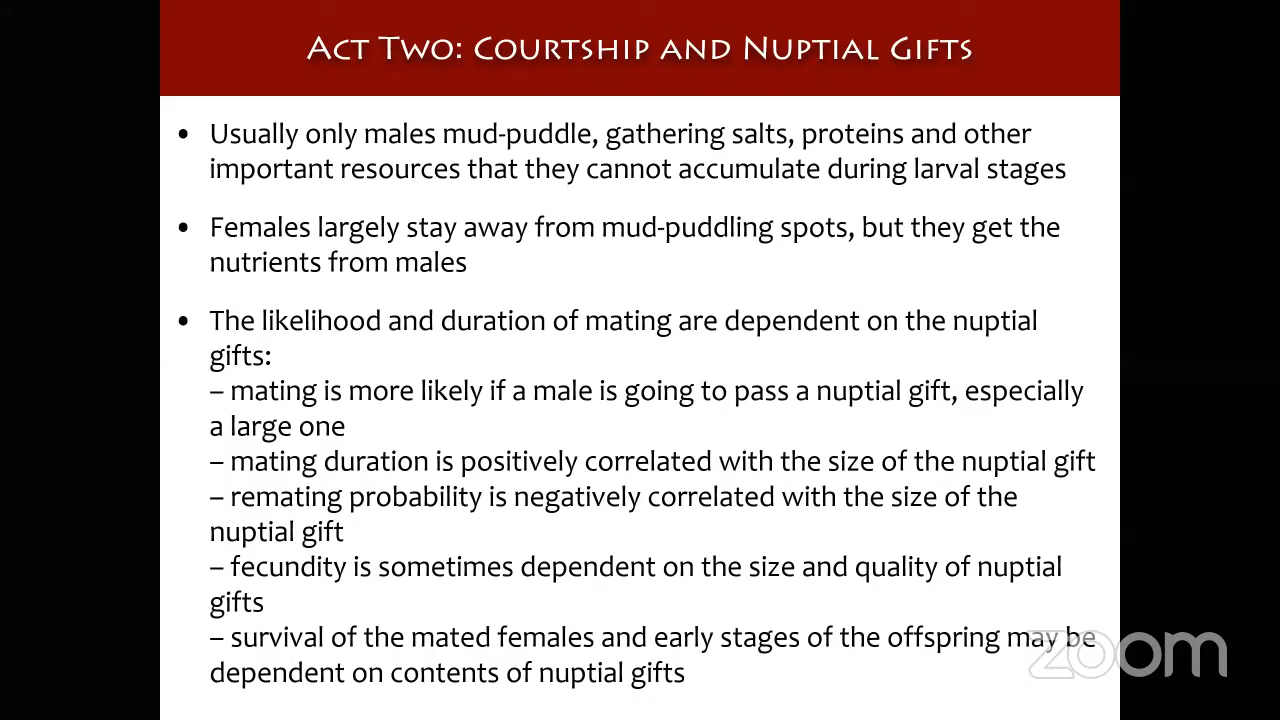 Act Two: Courtship and Nuptial Gifts
• Usually only males mud-puddle, gathering salts, proteins and other
important resources that they cannot accumulate during larval stages
• Females largely stay away from mud-puddling spots, but they get the
nutrients from males
• The likelihood and duration of mating are dependent on the nuptial
gifts:
– mating is more likely if a male is going to pass a nuptial gift, especially
a large one
– mating duration is positively correlated with the size of the nuptial gift
– remating probability is negatively correlated with the size of the
nuptial gift
– fecundity is sometimes dependent on the size and quality of nuptial
gifts
– survival of the mated females and early stages of the offspring may be
dependent on contents of nuptial gifts
zoom